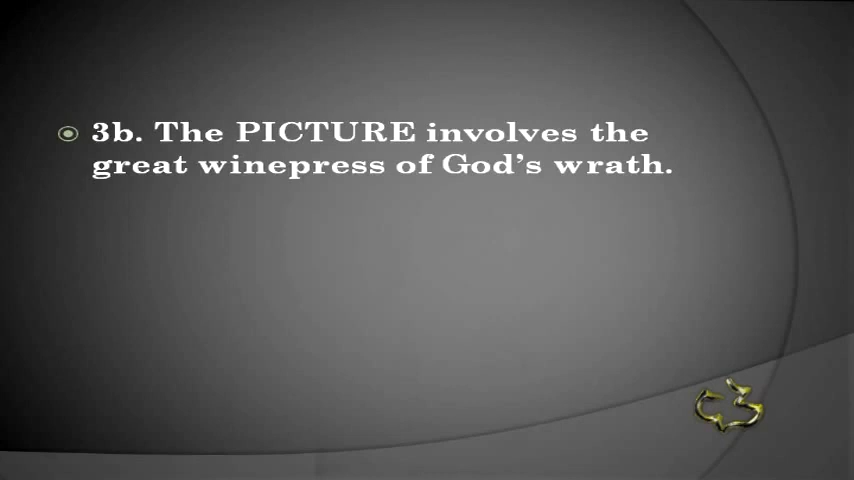 3b. The PICTURE involves the
great winepress of God's wrath.